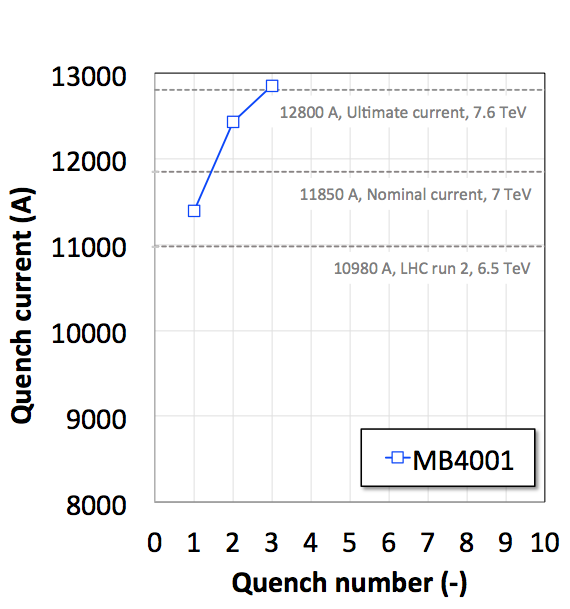 13000
12800 A, Ultimate current, 7.6 TeV
12000
11850 A, Nominal current, 7 TeV
11000
10980 A, LHC run 2, 6.5 TeV
10000
9000
8000
Quench current (A)
MB4001
0 1 2 3 4 5 6 7 8 9 10
Quench number (-)